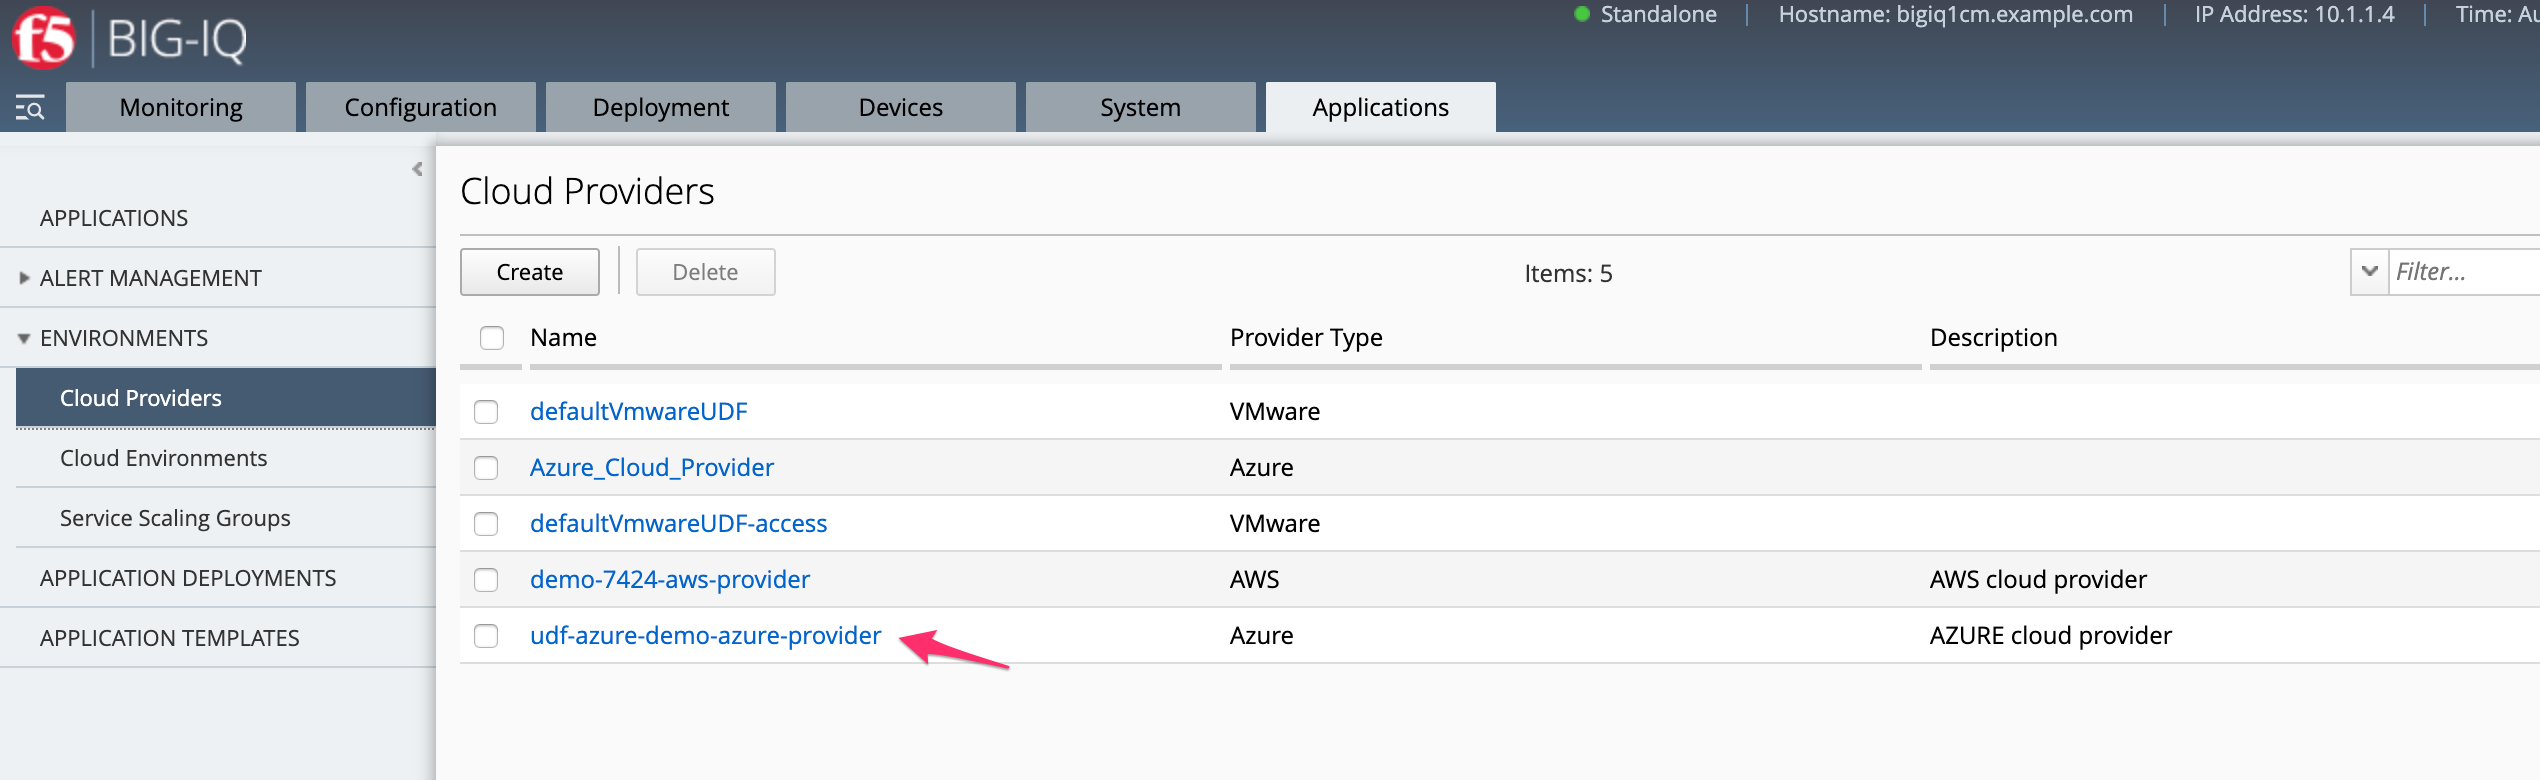 f5 BIG-IQ
Standalone Hostname: bigiq1cm.example.com IP Address: 10.1.1.4 Time: Au
Monitoring Configuration Deployment Devices System Applications
APPLICATIONS
ALERT MANAGEMENT
ENVIRONMENTS
Cloud Providers
Cloud Environments
Service Scaling Groups
APPLICATION DEPLOYMENTS
APPLICATION TEMPLATES
Cloud Providers
Create Delete Items: 5 Filter...
Name Provider Type Description
defaultVmwareUDF VMware
Azure_Cloud_Provider Azure
defaultVmwareUDF-access VMware
demo-7424-aws-provider AWS AWS cloud provider
udf-azure-demo-azure-provider Azure AZURE cloud provider